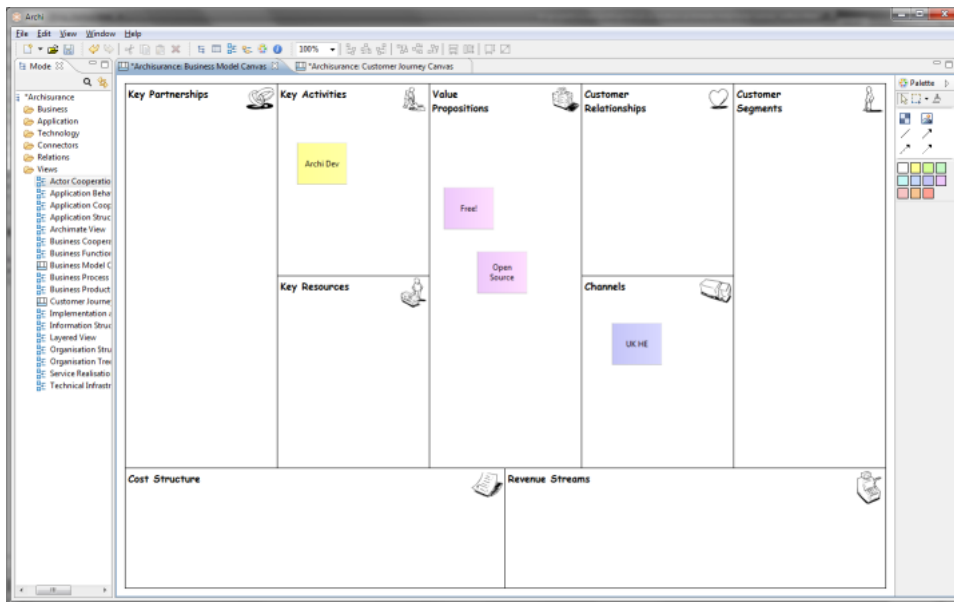 Archi
File Edit View Window Help
100%
Mode
*Archisurance: Business Model Canvas
*Archisurance: Customer Journey Canvas
*Archisurance
Business
Application
Technology
Connectors
Relations
Views
Actor Cooperatio
Application Beha
Application Coop
Application Struc
Archimate View
Business Coopera
Business Function
Business Model C
Business Process
Business Product
Customer Journe
Implementation a
Information Struc
Layered View
Organisation Stru
Organisation Tree
Service Realisatio
Technical Infrastr
Key Partnerships
Key Activities
Value
Propositions
Customer
Relationships
Customer
Segments
Archi Dev
Free!
Open
Source
Key Resources
Channels
UK HE
Cost Structure
Revenue Streams
Palette